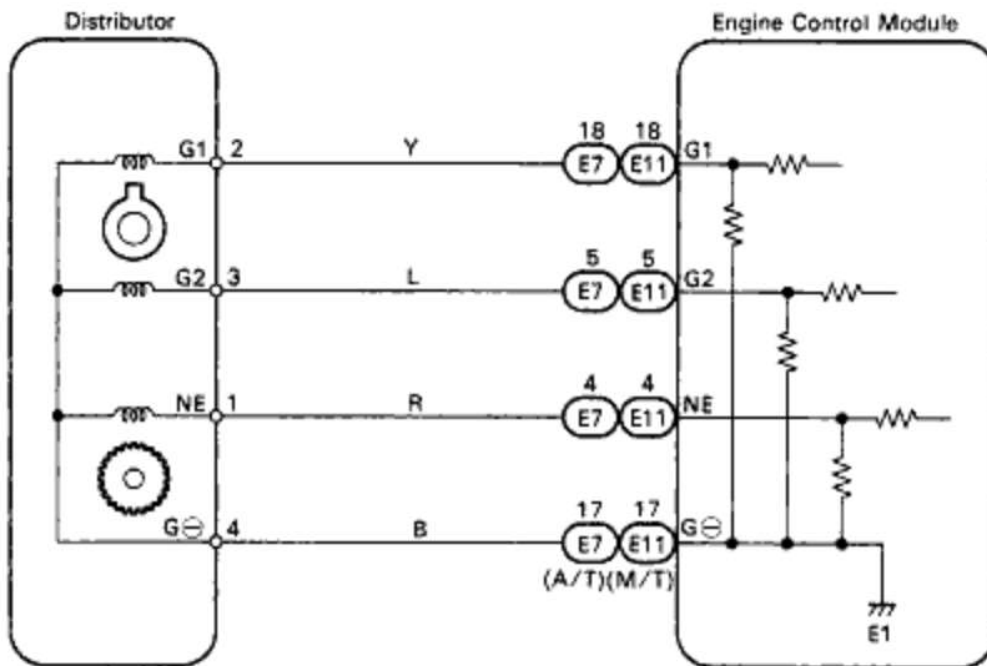 Distributor
Engine Control Module
G1 2 Y 18 18 G1
E7 E11
G2 3 L 5 5 G2
E7 E11
NE 1 R 4 4 NE
E7 E11
G⊖ 4 B 17 17 G⊖
E7 E11
(A/T)(M/T)
E1